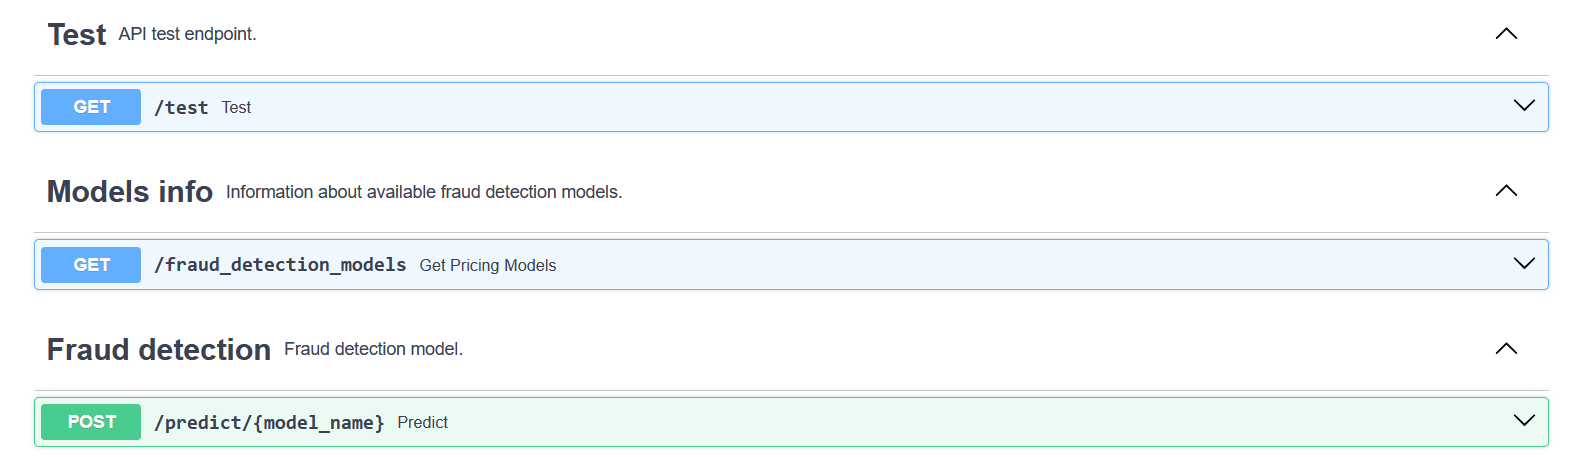 Test API test endpoint.
GET /test Test
Models info Information about available fraud detection models.
GET /fraud_detection_models Get Pricing Models
Fraud detection Fraud detection model.
POST /predict/{model_name} Predict